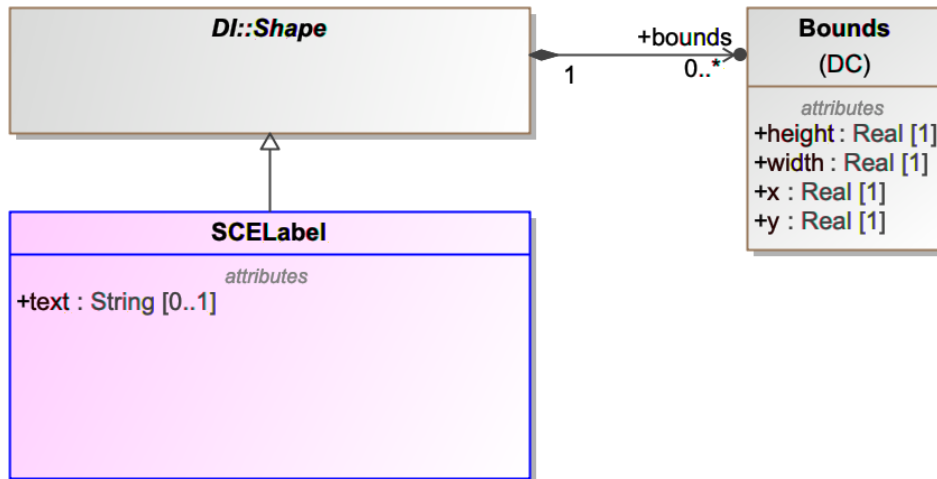 DI::Shape
+bounds
1
0..*
Bounds
(DC)
attributes
+height : Real [1]
+width : Real [1]
+x : Real [1]
+y : Real [1]
SCELabel
attributes
+text : String [0..1]